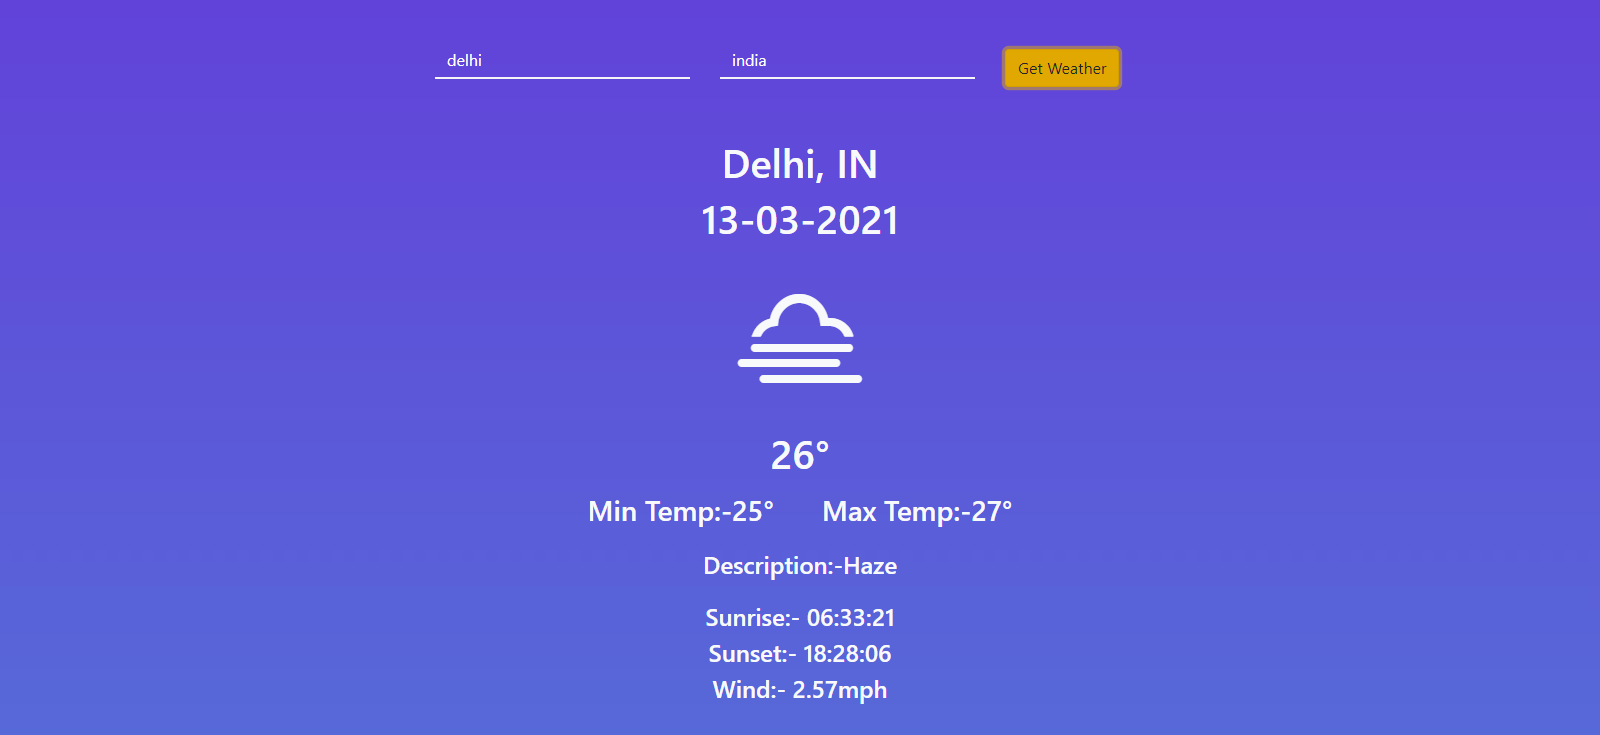 delhi india Get Weather
Delhi, IN
13-03-2021
26°
Min Temp:-25° Max Temp:-27°
Description:-Haze
Sunrise:- 06:33:21
Sunset:- 18:28:06
Wind:- 2.57mph